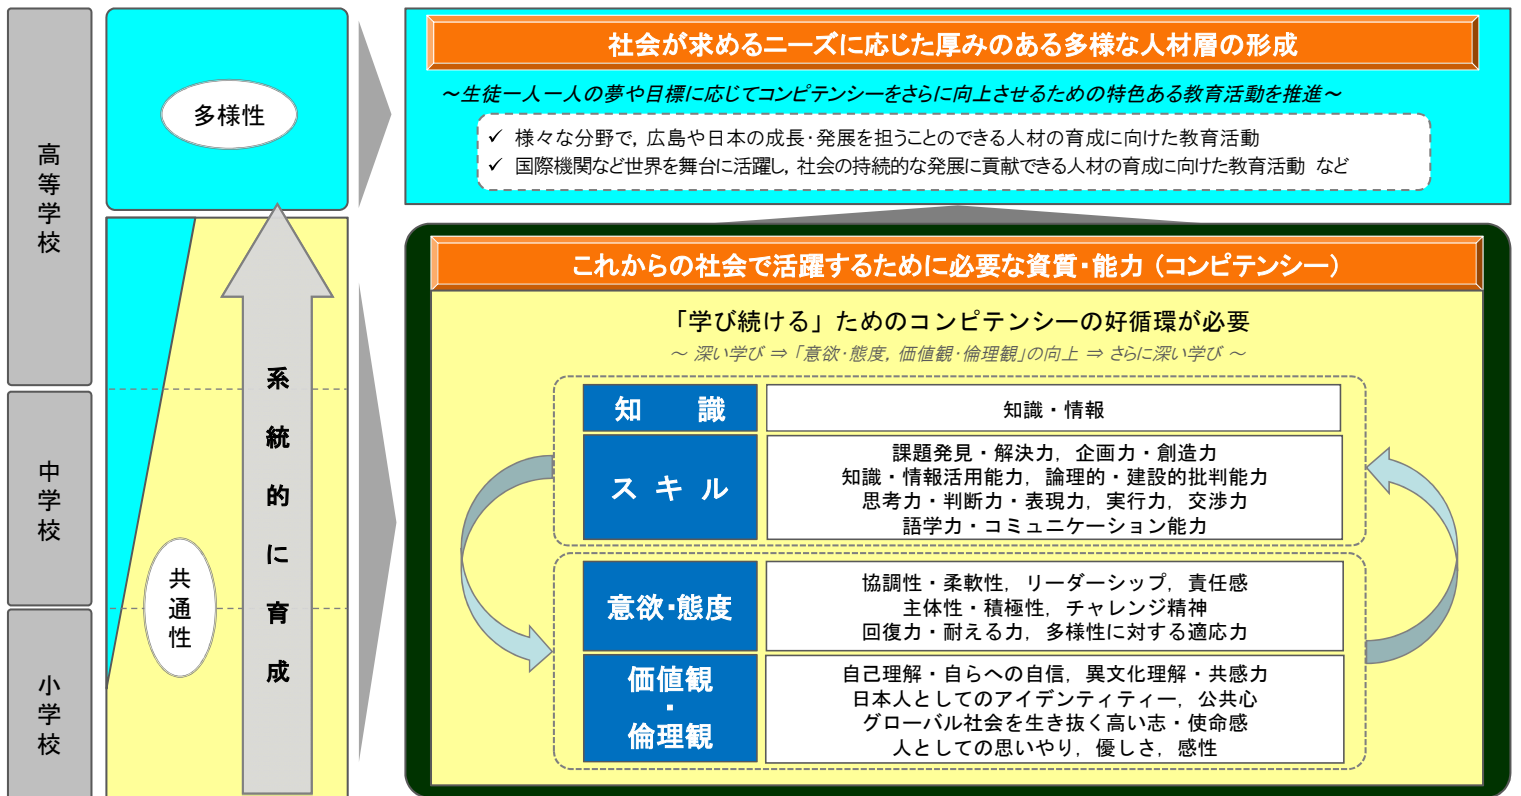 高等学校
中学校
小学校
多様性
共通性
系統的に育成
社会が求めるニーズに応じた厚みのある多様な人材層の形成
～生徒一人一人の夢や目標に応じてコンピテンシーをさらに向上させるための特色ある教育活動を推進～
✓ 様々な分野で，広島や日本の成長・発展を担うことのできる人材の育成に向けた教育活動
✓ 国際機関など世界を舞台に活躍し，社会の持続的な発展に貢献できる人材の育成に向けた教育活動 など
これからの社会で活躍するために必要な資質・能力（コンピテンシー）
「学び続ける」ためのコンピテンシーの好循環が必要
～ 深い学び ⇒「意欲・態度，価値観・倫理観」の向上 ⇒ さらに深い学び ～
知　識
知識・情報
スキル
課題発見・解決力，企画力・創造力
知識・情報活用能力，論理的・建設的批判能力
思考力・判断力・表現力，実行力，交渉力
語学力・コミュニケーション能力
意欲・態度
協調性・柔軟性，リーダーシップ，責任感
主体性・積極性，チャレンジ精神
回復力・耐える力，多様性に対する適応力
価値観
・
倫理観
自己理解・自らへの自信，異文化理解・共感力
日本人としてのアイデンティティー，公共心
グローバル社会を生き抜く高い志・使命感
人としての思いやり，優しさ，感性